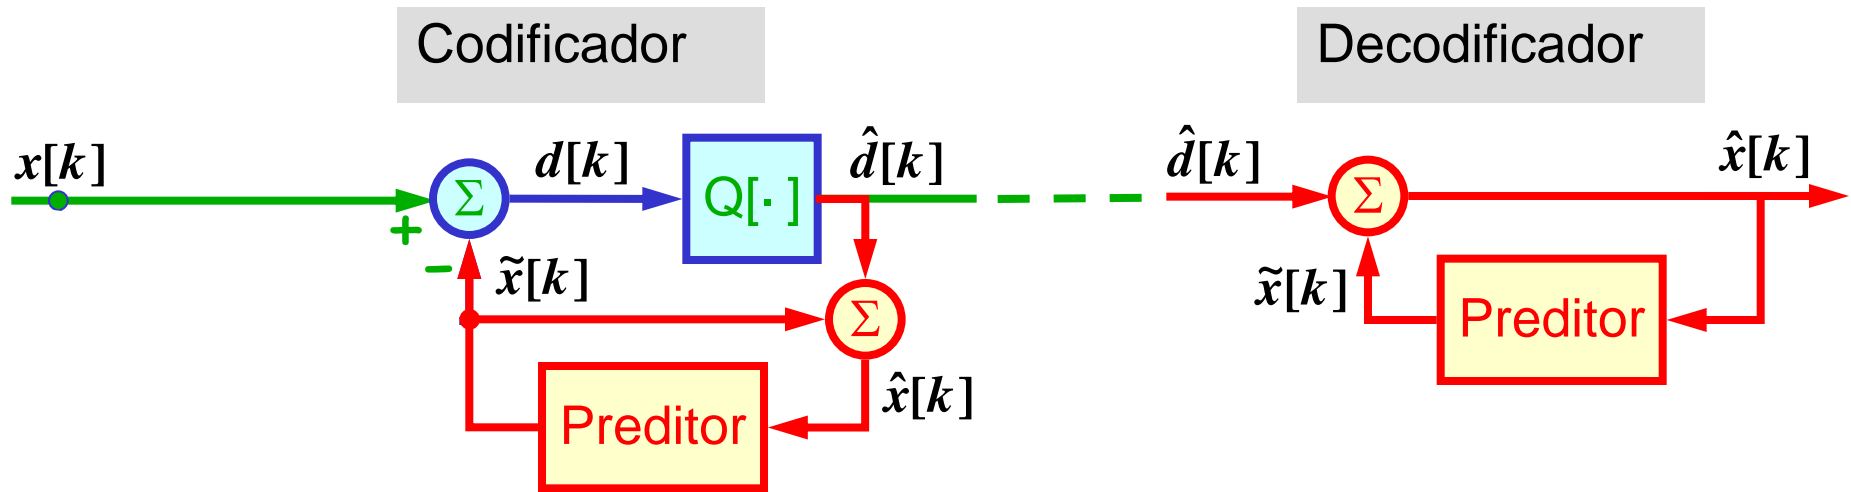 Codificador
Decodificador
x[k]
d[k]
Q[·]
d̂[k]
d̂[k]
Σ
x̂[k]
Σ
+
−
x̃[k]
Σ
x̃[k]
Preditor
Preditor
x̂[k]